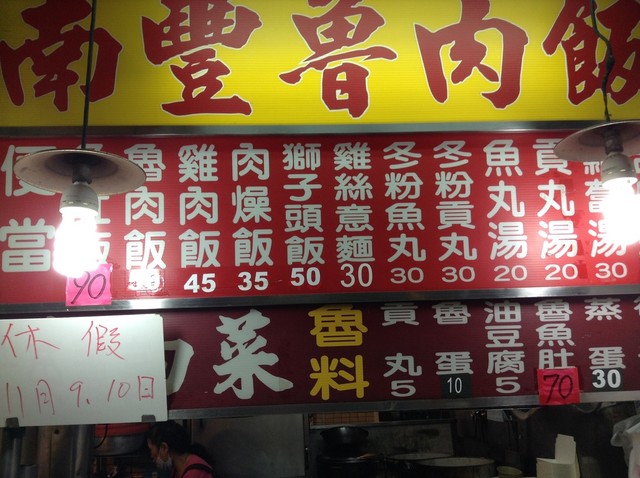 南豐魯肉飯
便當
飯 90
魯肉飯
雞肉飯 45
肉燥飯 35
獅子頭飯 50
雞絲意麵 30
冬粉魚丸 30
冬粉貢丸 30
魚丸湯 20
貢丸湯 20
湯 30
休假
11月9.10日
菜
魯料
貢丸 5
魯蛋 10
油豆腐 5
魯魚肚 70
蒸蛋 30